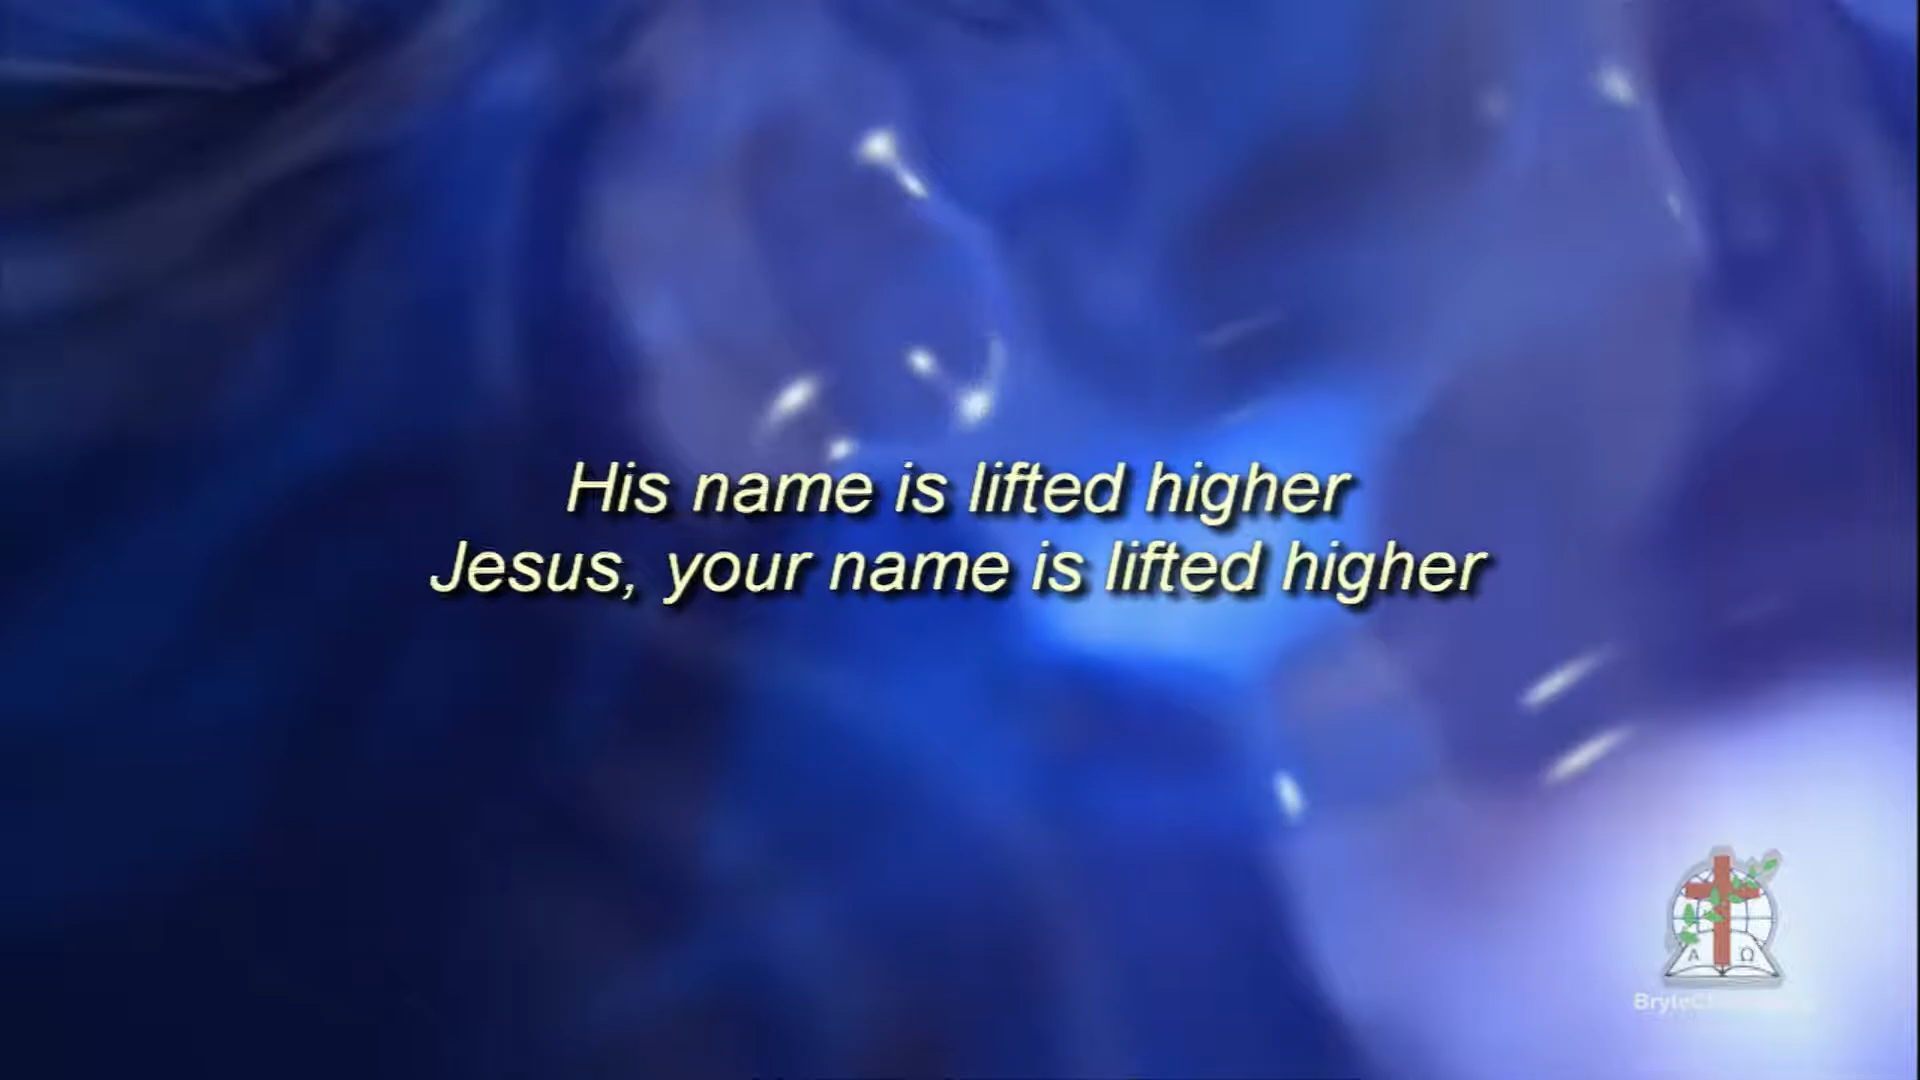 His name is lifted higher
Jesus, your name is lifted higher
Α Ω